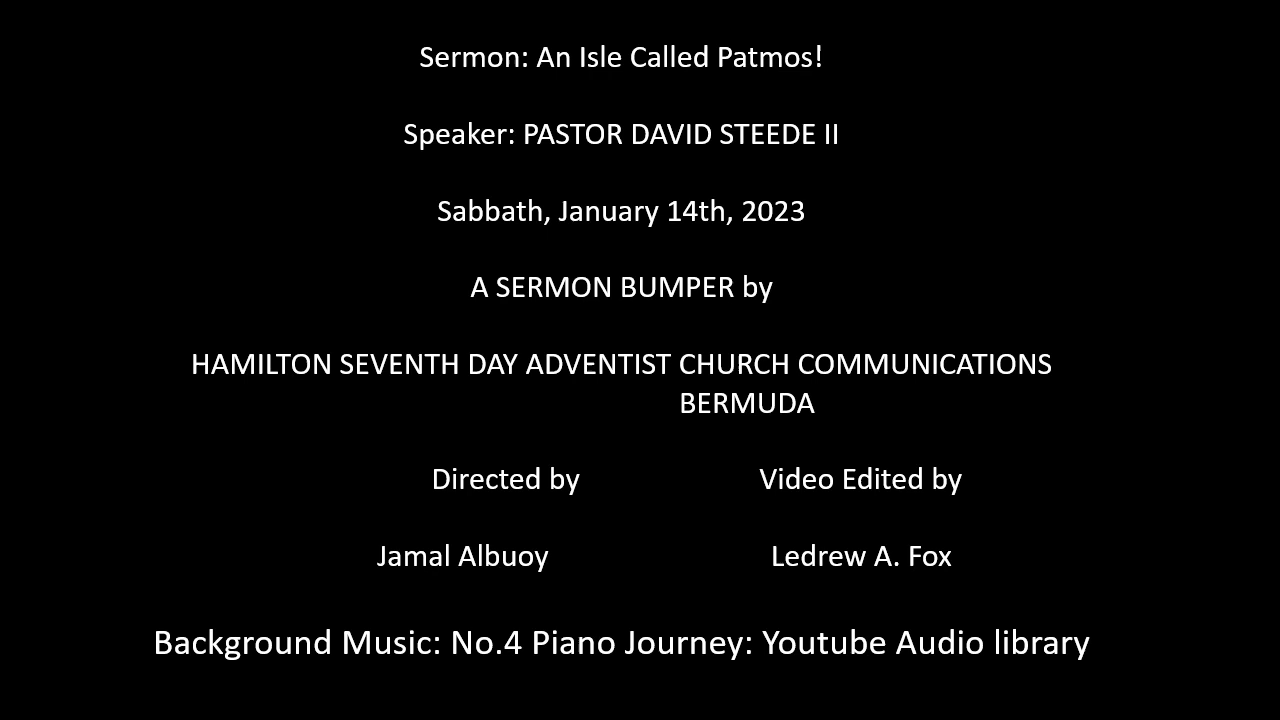 Sermon: An Isle Called Patmos!
Speaker: PASTOR DAVID STEEDE II
Sabbath, January 14th, 2023
A SERMON BUMPER by
HAMILTON SEVENTH DAY ADVENTIST CHURCH COMMUNICATIONS
BERMUDA
Directed by Video Edited by
Jamal Albuoy Ledrew A. Fox
Background Music: No.4 Piano Journey: Youtube Audio library